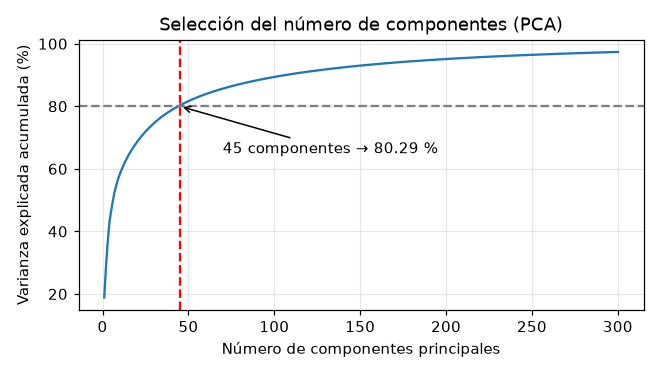 Selección del número de componentes (PCA)
Varianza explicada acumulada (%)
100
80
60
40
20
45 componentes → 80.29 %
0 50 100 150 200 250 300
Número de componentes principales